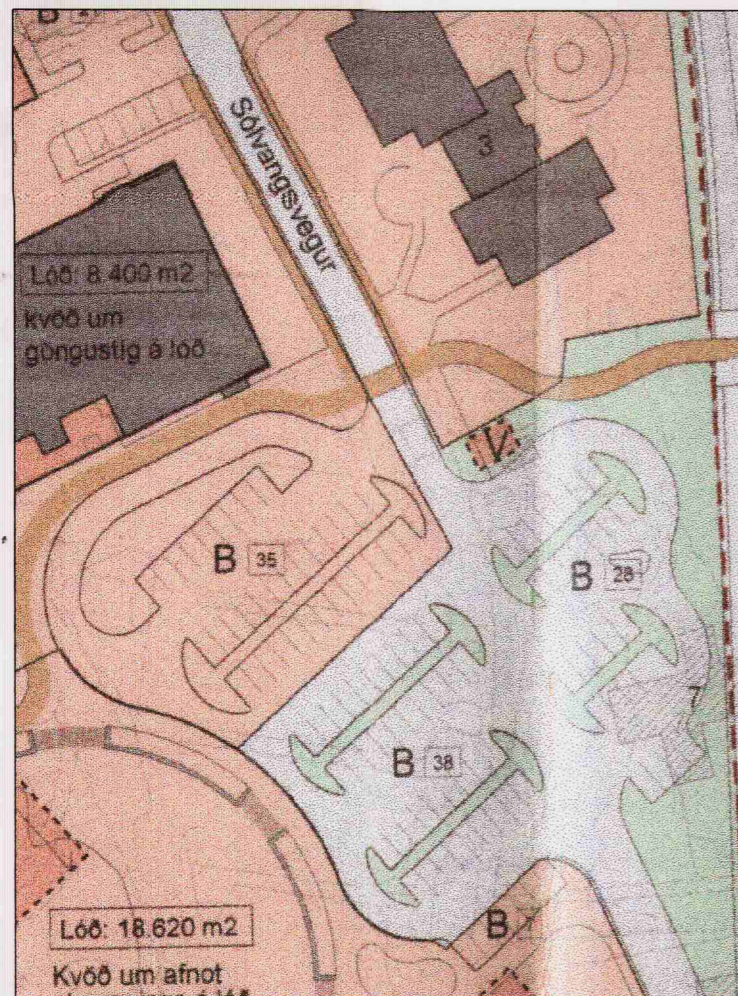 B
Sólvangsvegur
3
Lóð: 8.400 m2
kvöð um
göngustíg á lóð
V
B 35
B 28
7
B 38
B
Lóð: 18.620 m2
Kvöð um afnot